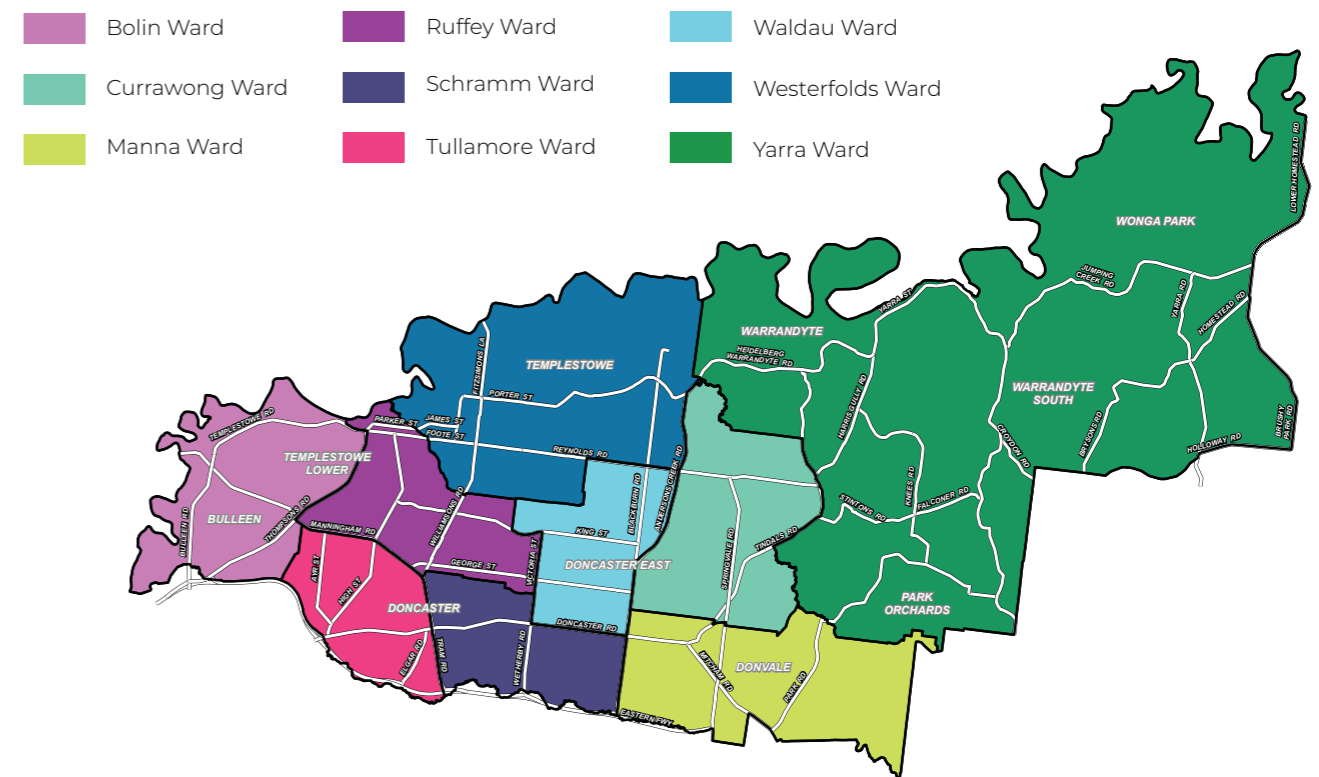 Bolin Ward
Ruffey Ward
Waldau Ward
Currawong Ward
Schramm Ward
Westerfolds Ward
Manna Ward
Tullamore Ward
Yarra Ward
LOWER HOMESTEAD RD
WONGA PARK
JUMPING
CREEK RD
YARRA RD
HOMESTEAD RD
YARRA ST
WARRANDYTE
HEIDELBERG
WARRANDYTE RD
FITZSIMONS LA
TEMPLESTOWE
PORTER ST
HARRIS GULLY RD
WARRANDYTE
SOUTH
BRUSHY
PARK RD
TEMPLESTOWE RD
PARKER ST
JAMES ST
FOOTE ST
REYNOLDS RD
CROYDON RD
BRYSONS RD
HOLLOWAY RD
TEMPLESTOWE
LOWER
BLACKBURN RD
ANDERSONS CREEK RD
KNEES RD
FALCONER RD
STINTONS RD
BULLEEN
BULLEEN RD
THOMPSONS RD
MANNINGHAM RD
WILLIAMSONS RD
KING ST
TINDALS RD
SPRINGVALE RD
AYR ST
HIGH ST
GEORGE ST
VICTORIA ST
DONCASTER EAST
DONCASTER
PARK
ORCHARDS
DONCASTER RD
ELGAR RD
TRAM RD
WETHERBY RD
MITCHAM RD
DONVALE
PARK RD
EASTERN FWY